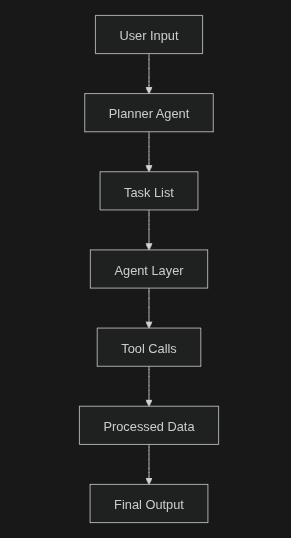 User Input
Planner Agent
Task List
Agent Layer
Tool Calls
Processed Data
Final Output